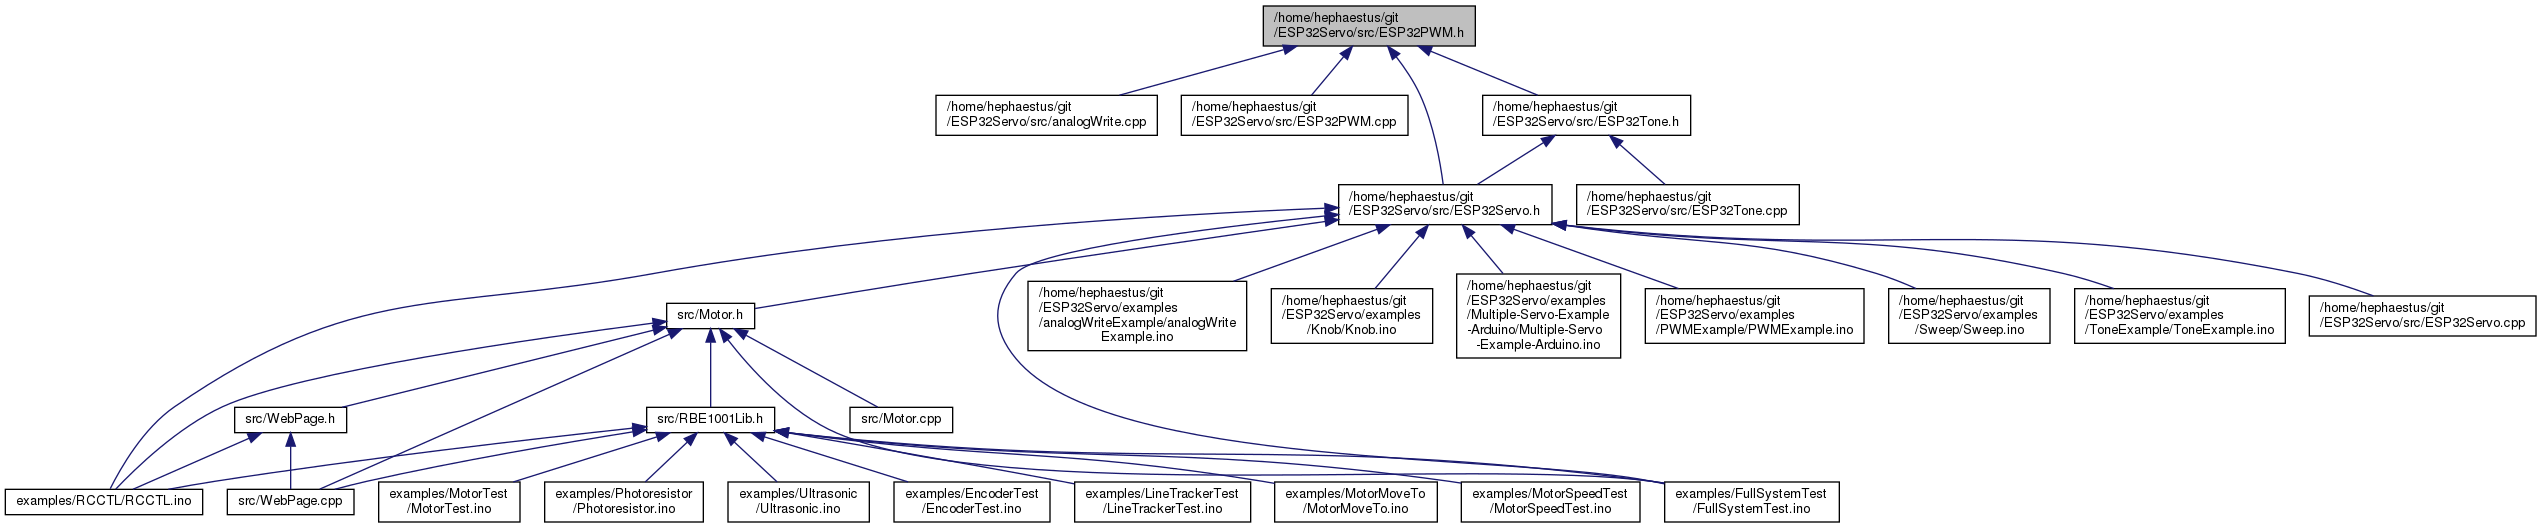 /home/hephaestus/git
/ESP32Servo/src/ESP32PWM.h
/home/hephaestus/git
/ESP32Servo/src/analogWrite.cpp
/home/hephaestus/git
/ESP32Servo/src/ESP32PWM.cpp
/home/hephaestus/git
/ESP32Servo/src/ESP32Tone.h
/home/hephaestus/git
/ESP32Servo/src/ESP32Servo.h
/home/hephaestus/git
/ESP32Servo/src/ESP32Tone.cpp
src/Motor.h
/home/hephaestus/git
/ESP32Servo/examples
/analogWriteExample/analogWrite
Example.ino
/home/hephaestus/git
/ESP32Servo/examples
/Knob/Knob.ino
/home/hephaestus/git
/ESP32Servo/examples
/Multiple-Servo-Example
-Arduino/Multiple-Servo
-Example-Arduino.ino
/home/hephaestus/git
/ESP32Servo/examples
/PWMExample/PWMExample.ino
/home/hephaestus/git
/ESP32Servo/examples
/Sweep/Sweep.ino
/home/hephaestus/git
/ESP32Servo/examples
/ToneExample/ToneExample.ino
/home/hephaestus/git
/ESP32Servo/src/ESP32Servo.cpp
src/WebPage.h
src/RBE1001Lib.h
src/Motor.cpp
examples/RCCTL/RCCTL.ino
src/WebPage.cpp
examples/MotorTest
/MotorTest.ino
examples/Photoresistor
/Photoresistor.ino
examples/Ultrasonic
/Ultrasonic.ino
examples/EncoderTest
/EncoderTest.ino
examples/LineTrackerTest
/LineTrackerTest.ino
examples/MotorMoveTo
/MotorMoveTo.ino
examples/MotorSpeedTest
/MotorSpeedTest.ino
examples/FullSystemTest
/FullSystemTest.ino